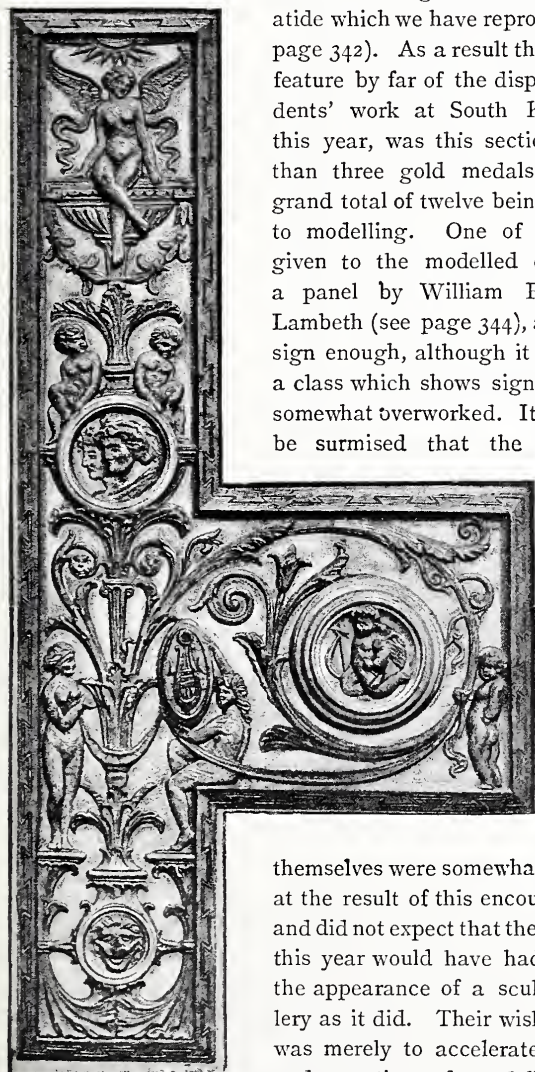 atide which we have repro
page 342). As a result th
feature by far of the disp
dents' work at South
this year, was this secti
than three gold medals
grand total of twelve bein
to modelling. One of
given to the modelled
a panel by William
Lambeth (see page 344),
sign enough, although it
a class which shows sign
somewhat overworked. It
be surmised that the
themselves were somewha
at the result of this encou
and did not expect that the
this year would have had
the appearance of a scul
lery as it did. Their wis
was merely to accelerate